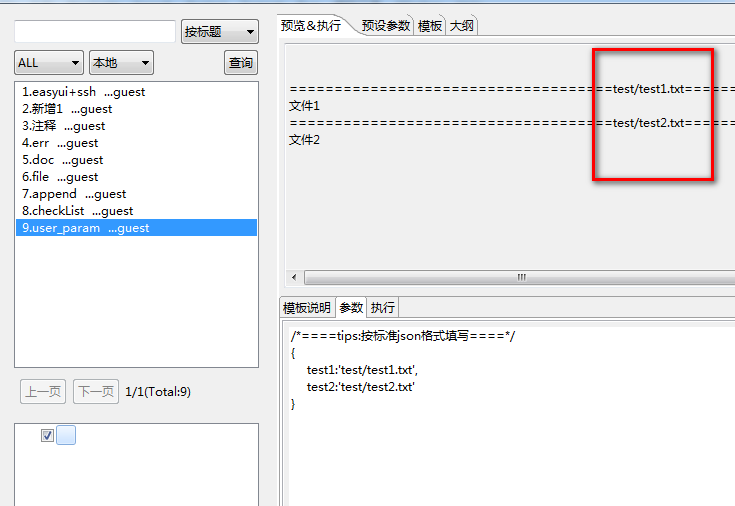 按标题
ALL 本地 查询
1.easyui+ssh ...guest
2.新增1 ...guest
3.注释 ...guest
4.err ...guest
5.doc ...guest
6.file ...guest
7.append ...guest
8.checkList ...guest
9.user_param ...guest
上一页 下一页 1/1(Total:9)
预览&执行 预设参数 模板 大纲
====================================test/test1.txt======
文件1
====================================test/test2.txt======
文件2
模板说明 参数 执行
/*====tips:按标准json格式填写====*/
{
test1:'test/test1.txt',
test2:'test/test2.txt'
}